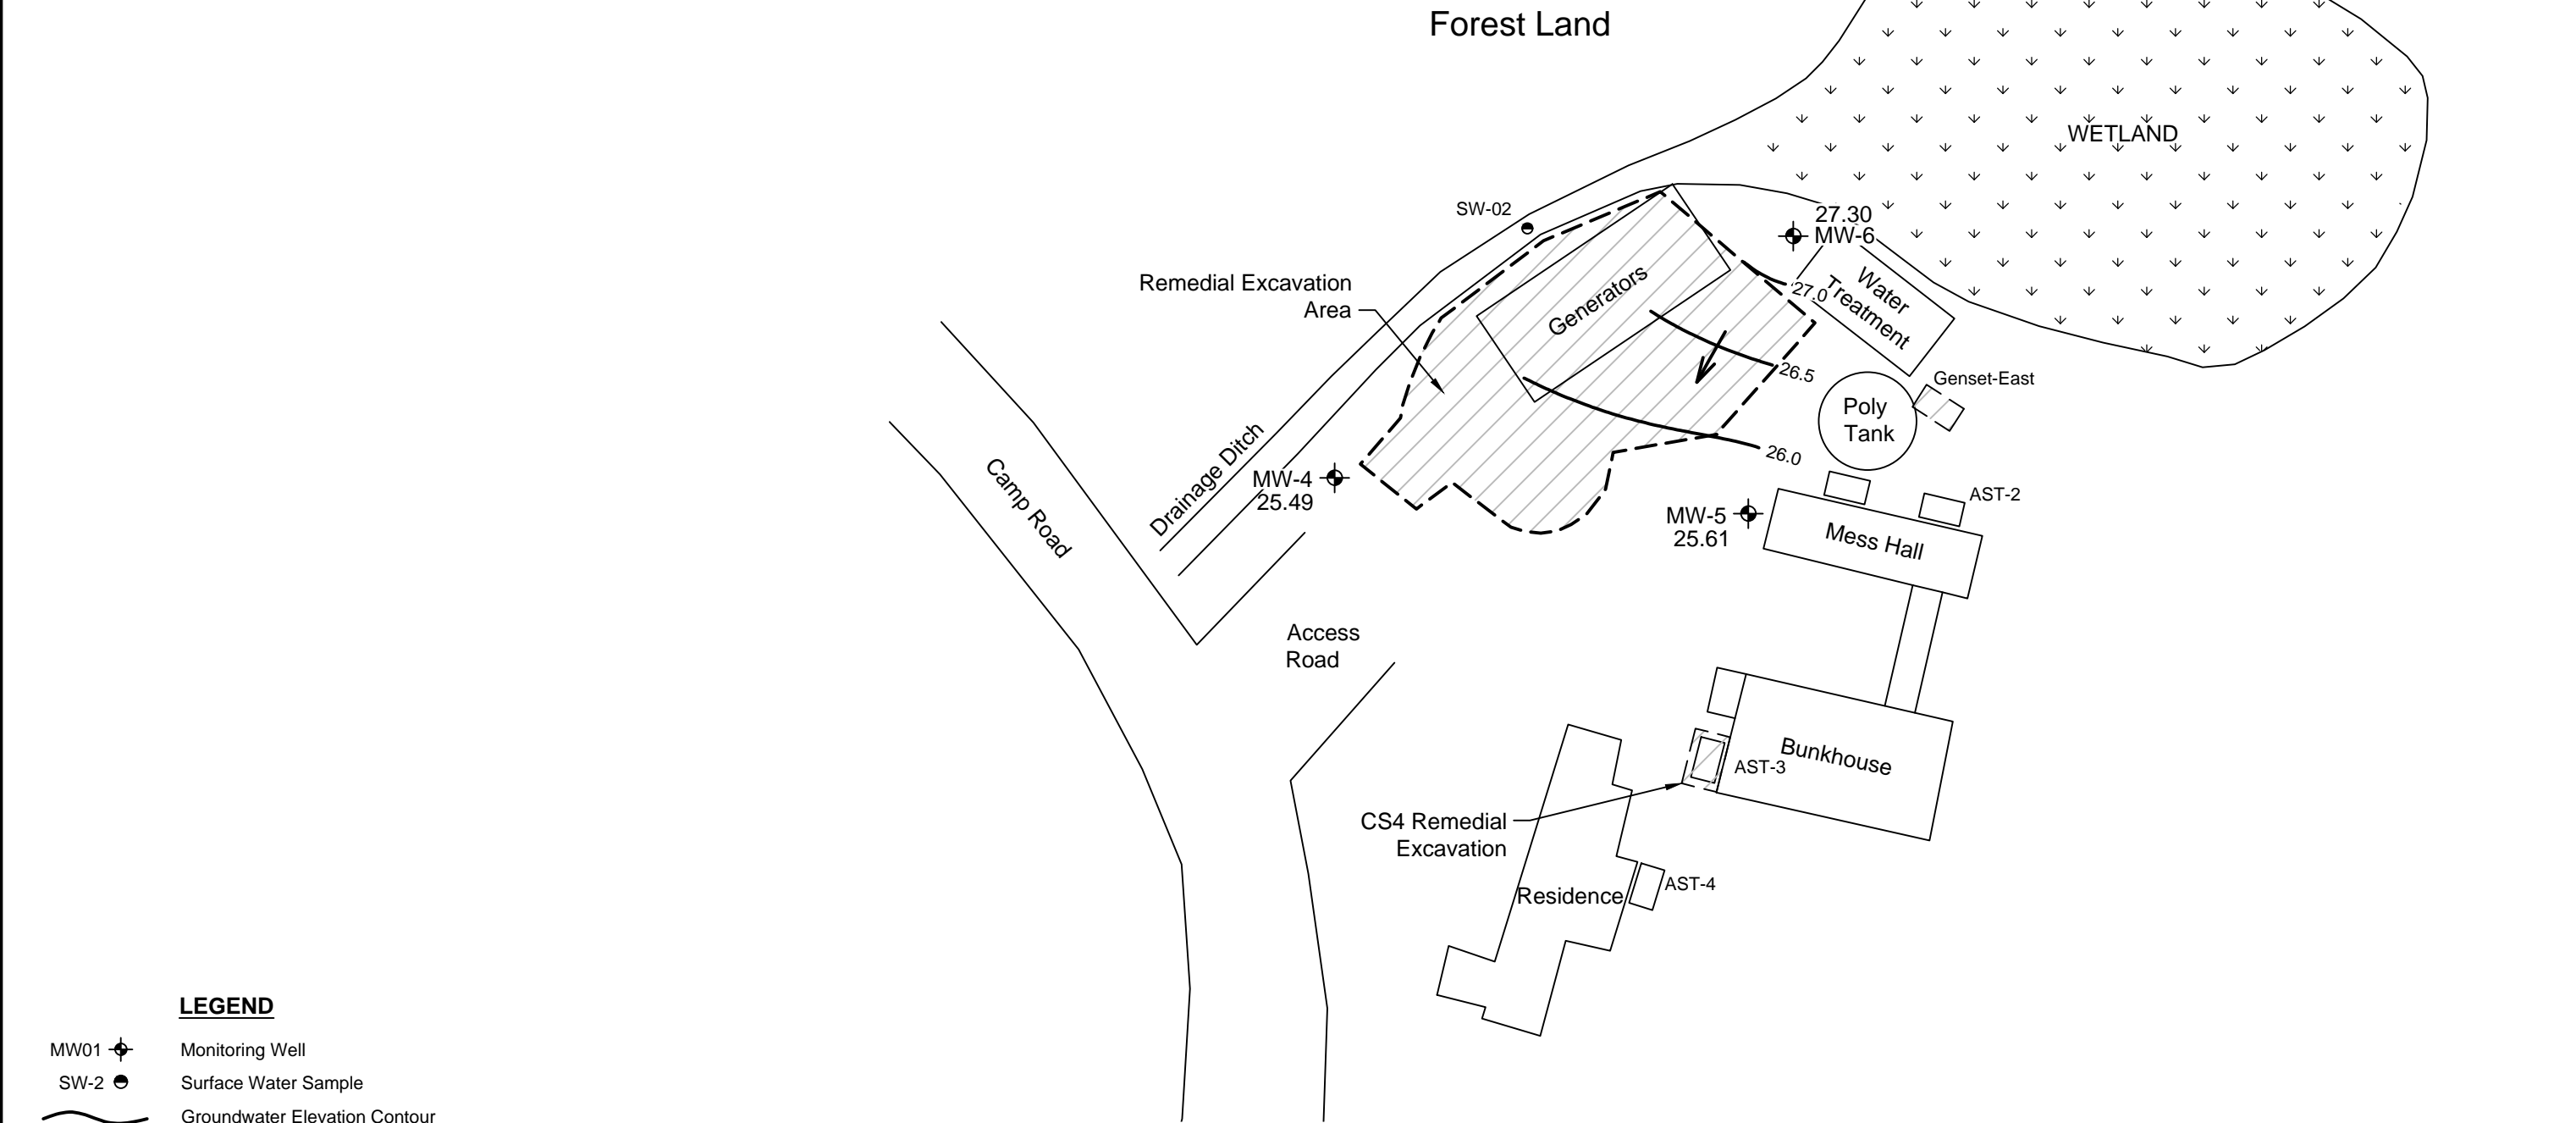 Forest Land
WETLAND
SW-02
27.30
MW-6
Remedial Excavation
Area
Generators
Water
Treatment
27.0
26.5
26.0
Genset-East
Poly
Tank
Camp Road
Drainage Ditch
MW-4
25.49
MW-5
25.61
AST-2
Mess Hall
Access
Road
AST-3
Bunkhouse
CS4 Remedial
Excavation
Residence
AST-4
LEGEND
MW01 Monitoring Well
SW-2 Surface Water Sample
Groundwater Elevation Contour